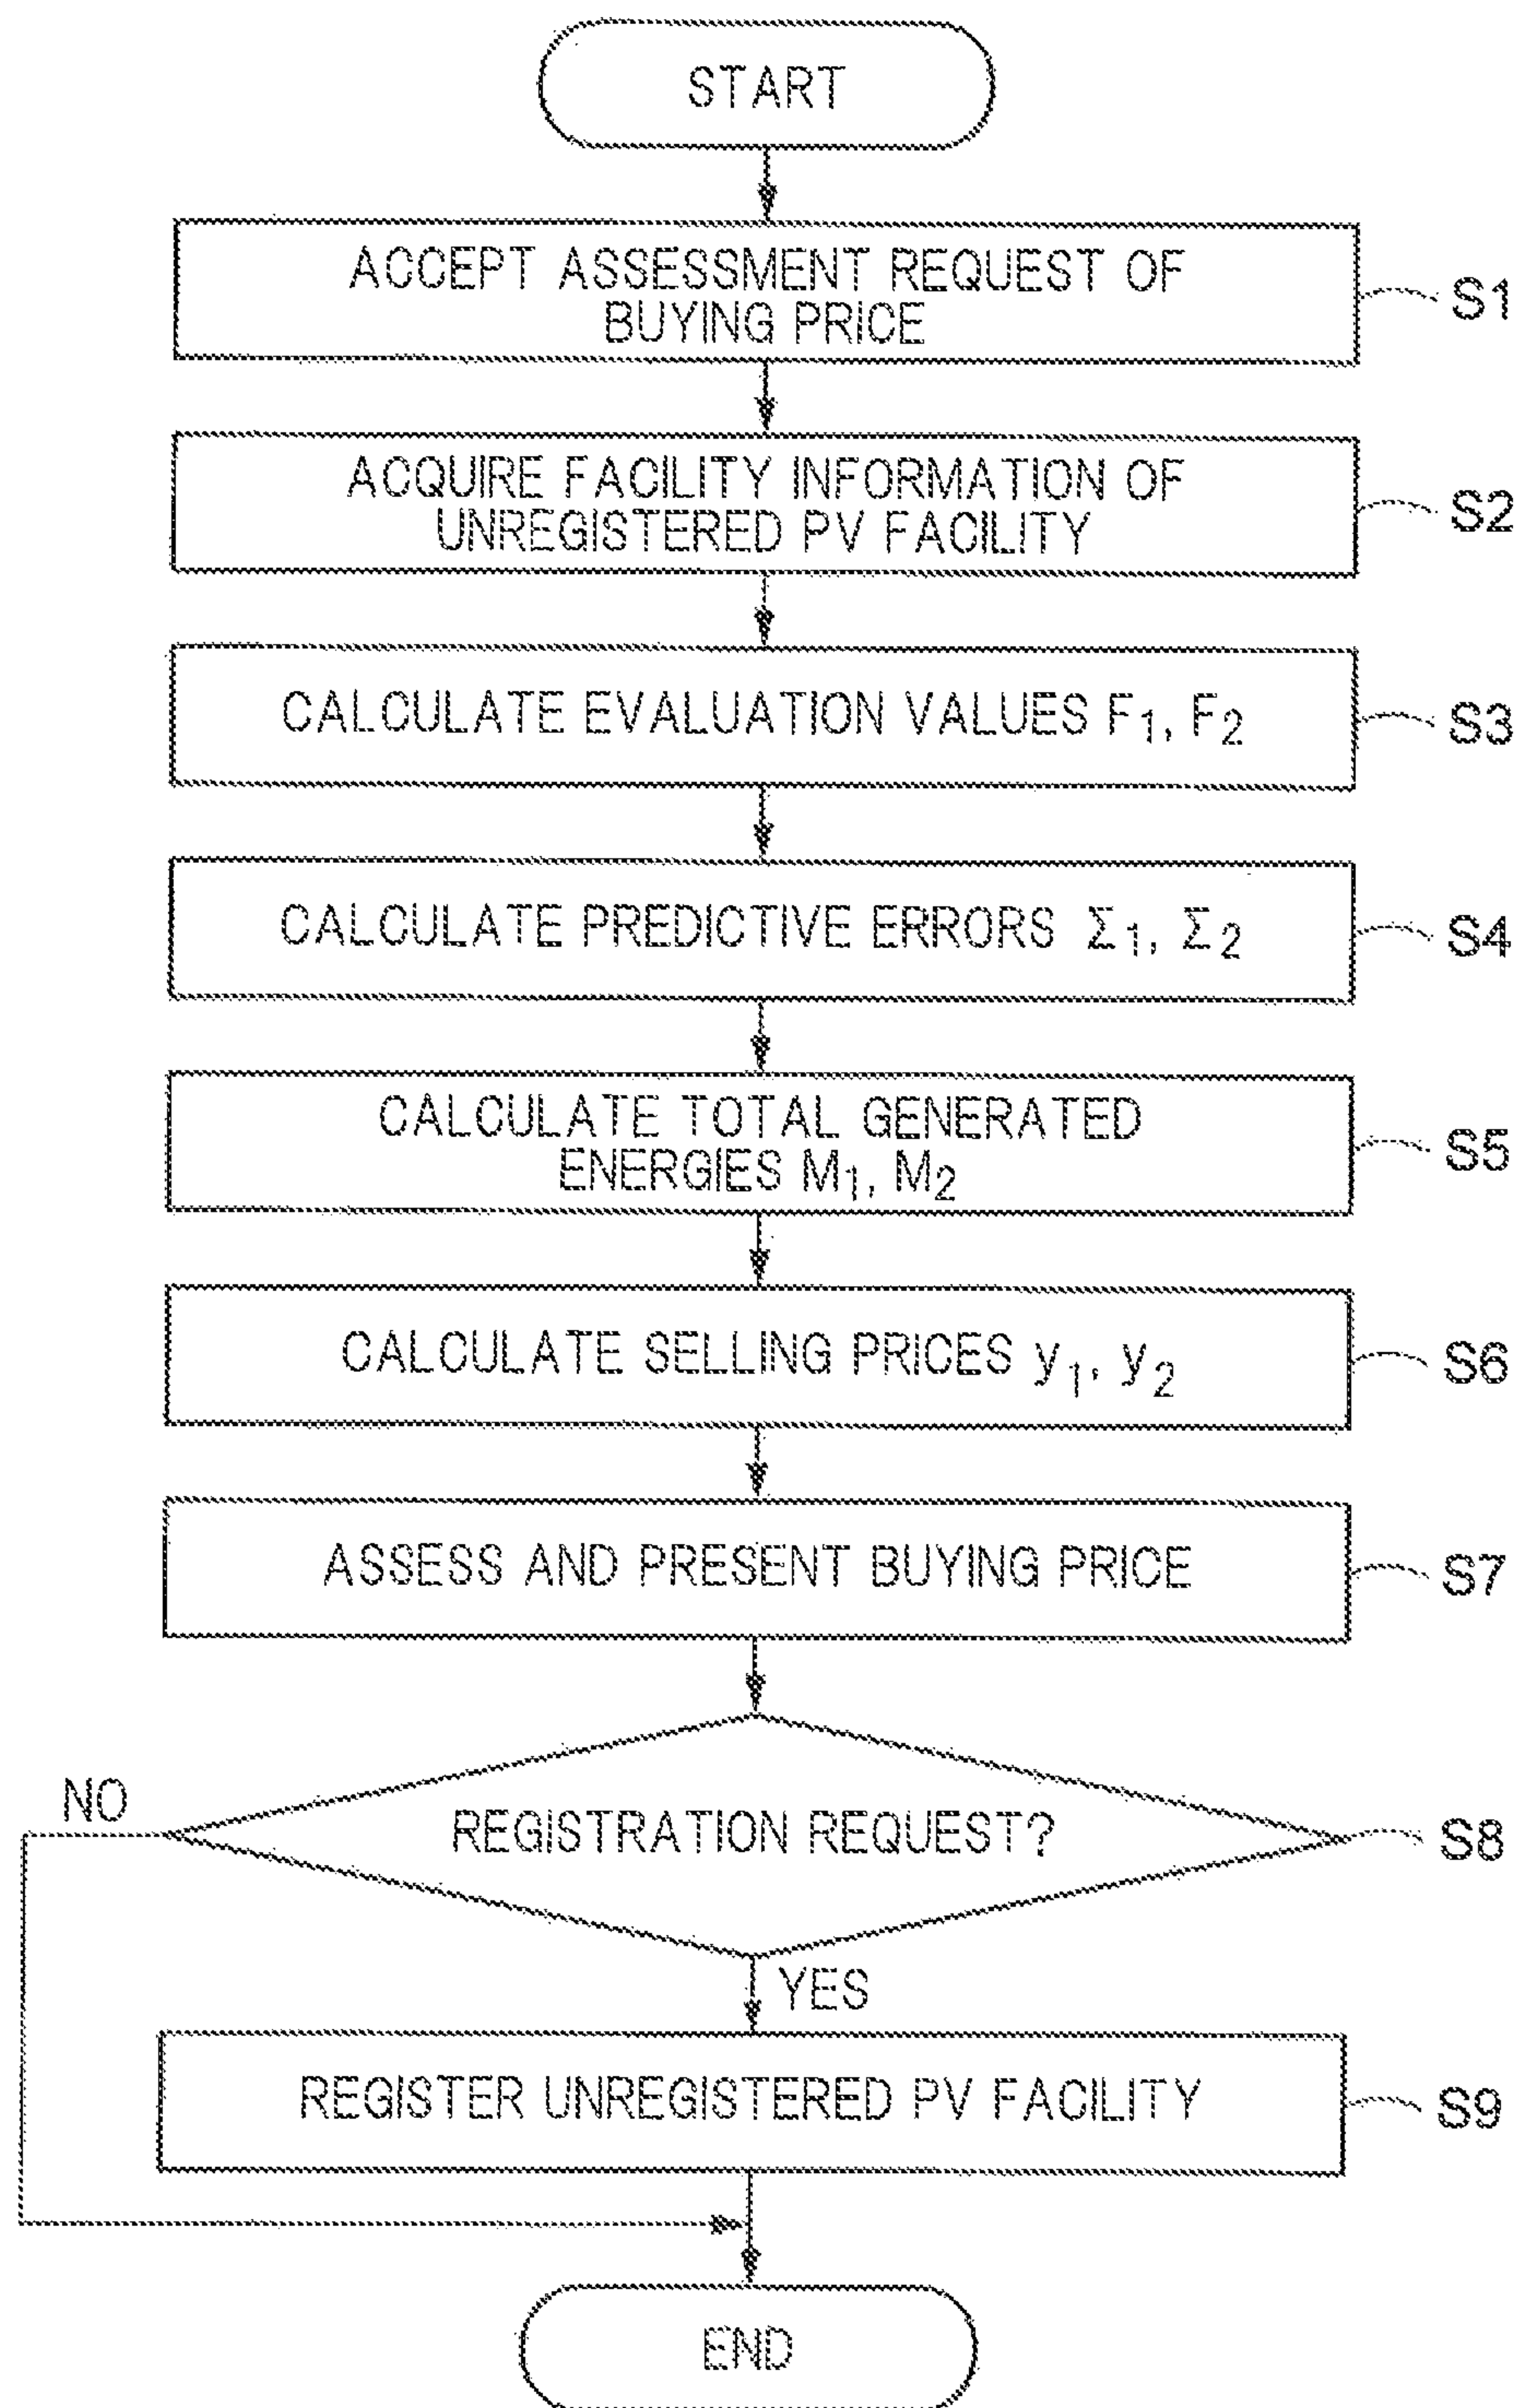 START
ACCEPT ASSESSMENT REQUEST OF
BUYING PRICE
S1
ACQUIRE FACILITY INFORMATION OF
UNREGISTERED PV FACILITY
S2
CALCULATE EVALUATION VALUES F1, F2
S3
CALCULATE PREDICTIVE ERRORS Σ1, Σ2
S4
CALCULATE TOTAL GENERATED
ENERGIES M1, M2
S5
CALCULATE SELLING PRICES y1, y2
S6
ASSESS AND PRESENT BUYING PRICE
S7
NO
REGISTRATION REQUEST?
S8
YES
REGISTER UNREGISTERED PV FACILITY
S9
END